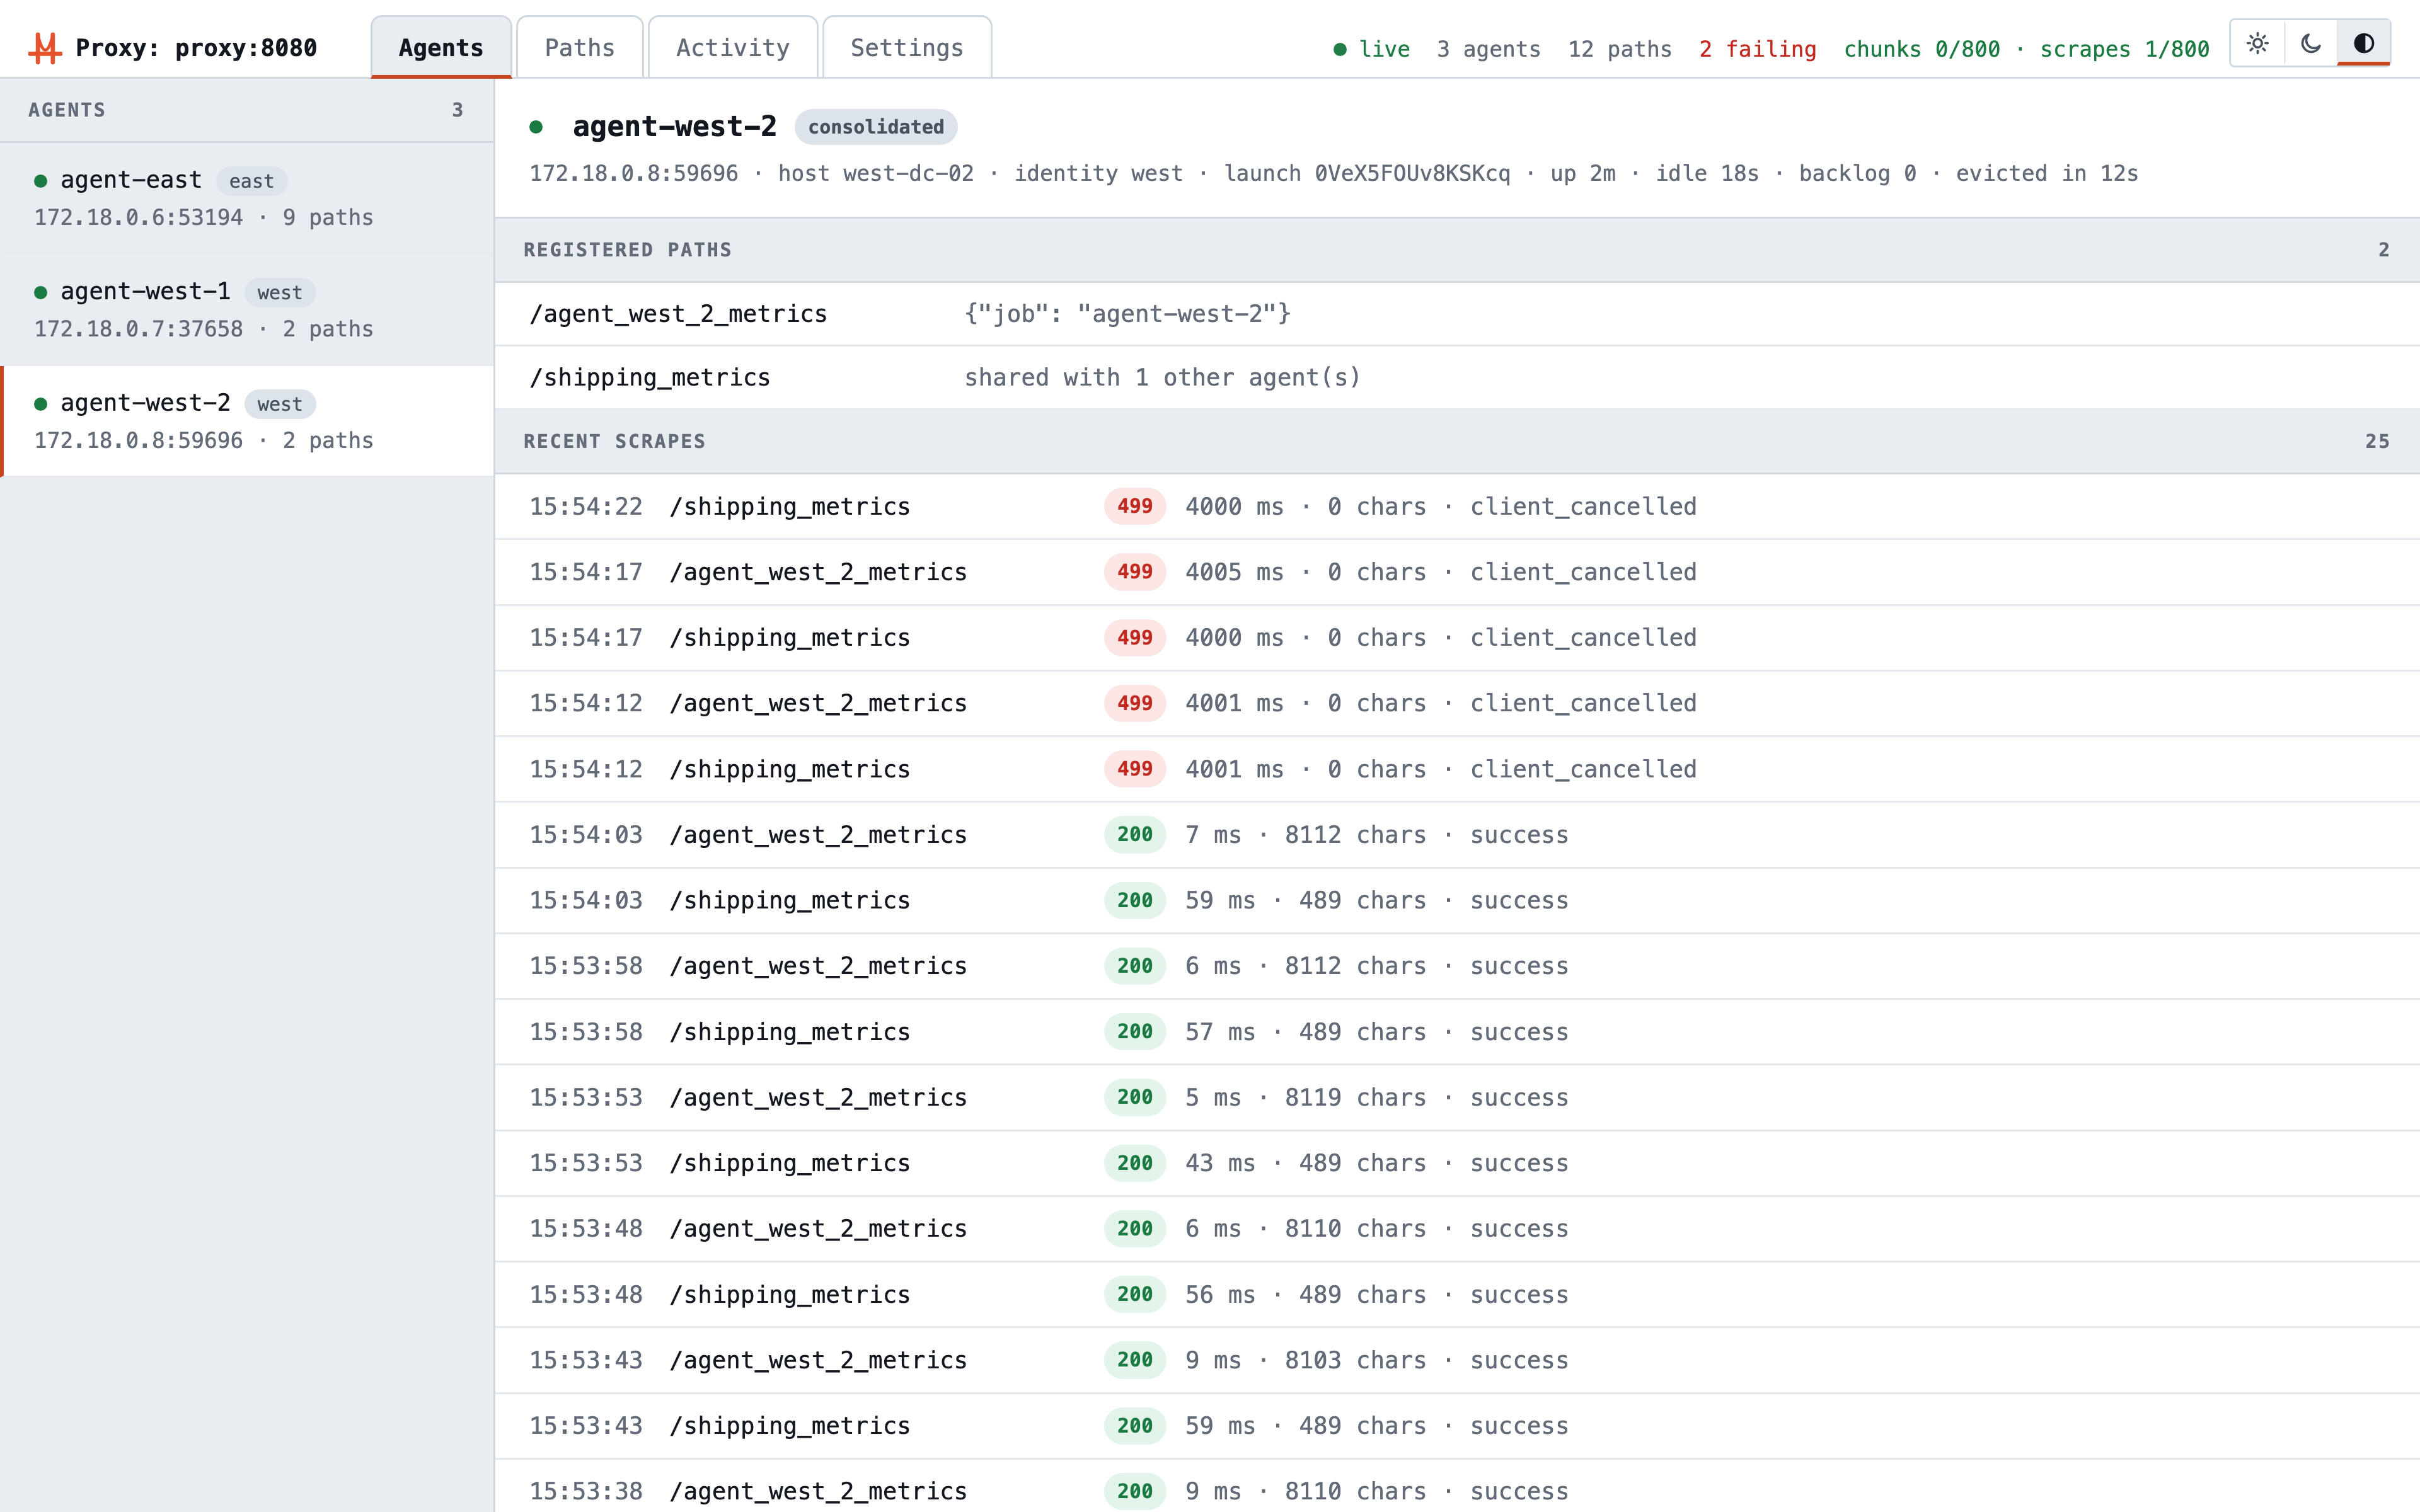 Proxy: proxy:8080 Agents Paths Activity Settings live 3 agents 12 paths 2 failing chunks 0/800 · scrapes 1/800
AGENTS 3
agent-east east
172.18.0.6:53194 · 9 paths
agent-west-1 west
172.18.0.7:37658 · 2 paths
agent-west-2 west
172.18.0.8:59696 · 2 paths
agent-west-2 consolidated
172.18.0.8:59696 · host west-dc-02 · identity west · launch 0VeX5FOUv8KSKcq · up 2m · idle 18s · backlog 0 · evicted in 12s
REGISTERED PATHS 2
/agent_west_2_metrics {"job": "agent-west-2"}
/shipping_metrics shared with 1 other agent(s)
RECENT SCRAPES 25
15:54:22 /shipping_metrics 499 4000 ms · 0 chars · client_cancelled
15:54:17 /agent_west_2_metrics 499 4005 ms · 0 chars · client_cancelled
15:54:17 /shipping_metrics 499 4000 ms · 0 chars · client_cancelled
15:54:12 /agent_west_2_metrics 499 4001 ms · 0 chars · client_cancelled
15:54:12 /shipping_metrics 499 4001 ms · 0 chars · client_cancelled
15:54:03 /agent_west_2_metrics 200 7 ms · 8112 chars · success
15:54:03 /shipping_metrics 200 59 ms · 489 chars · success
15:53:58 /agent_west_2_metrics 200 6 ms · 8112 chars · success
15:53:58 /shipping_metrics 200 57 ms · 489 chars · success
15:53:53 /agent_west_2_metrics 200 5 ms · 8119 chars · success
15:53:53 /shipping_metrics 200 43 ms · 489 chars · success
15:53:48 /agent_west_2_metrics 200 6 ms · 8110 chars · success
15:53:48 /shipping_metrics 200 56 ms · 489 chars · success
15:53:43 /agent_west_2_metrics 200 9 ms · 8103 chars · success
15:53:43 /shipping_metrics 200 59 ms · 489 chars · success
15:53:38 /agent_west_2_metrics 200 9 ms · 8110 chars · success